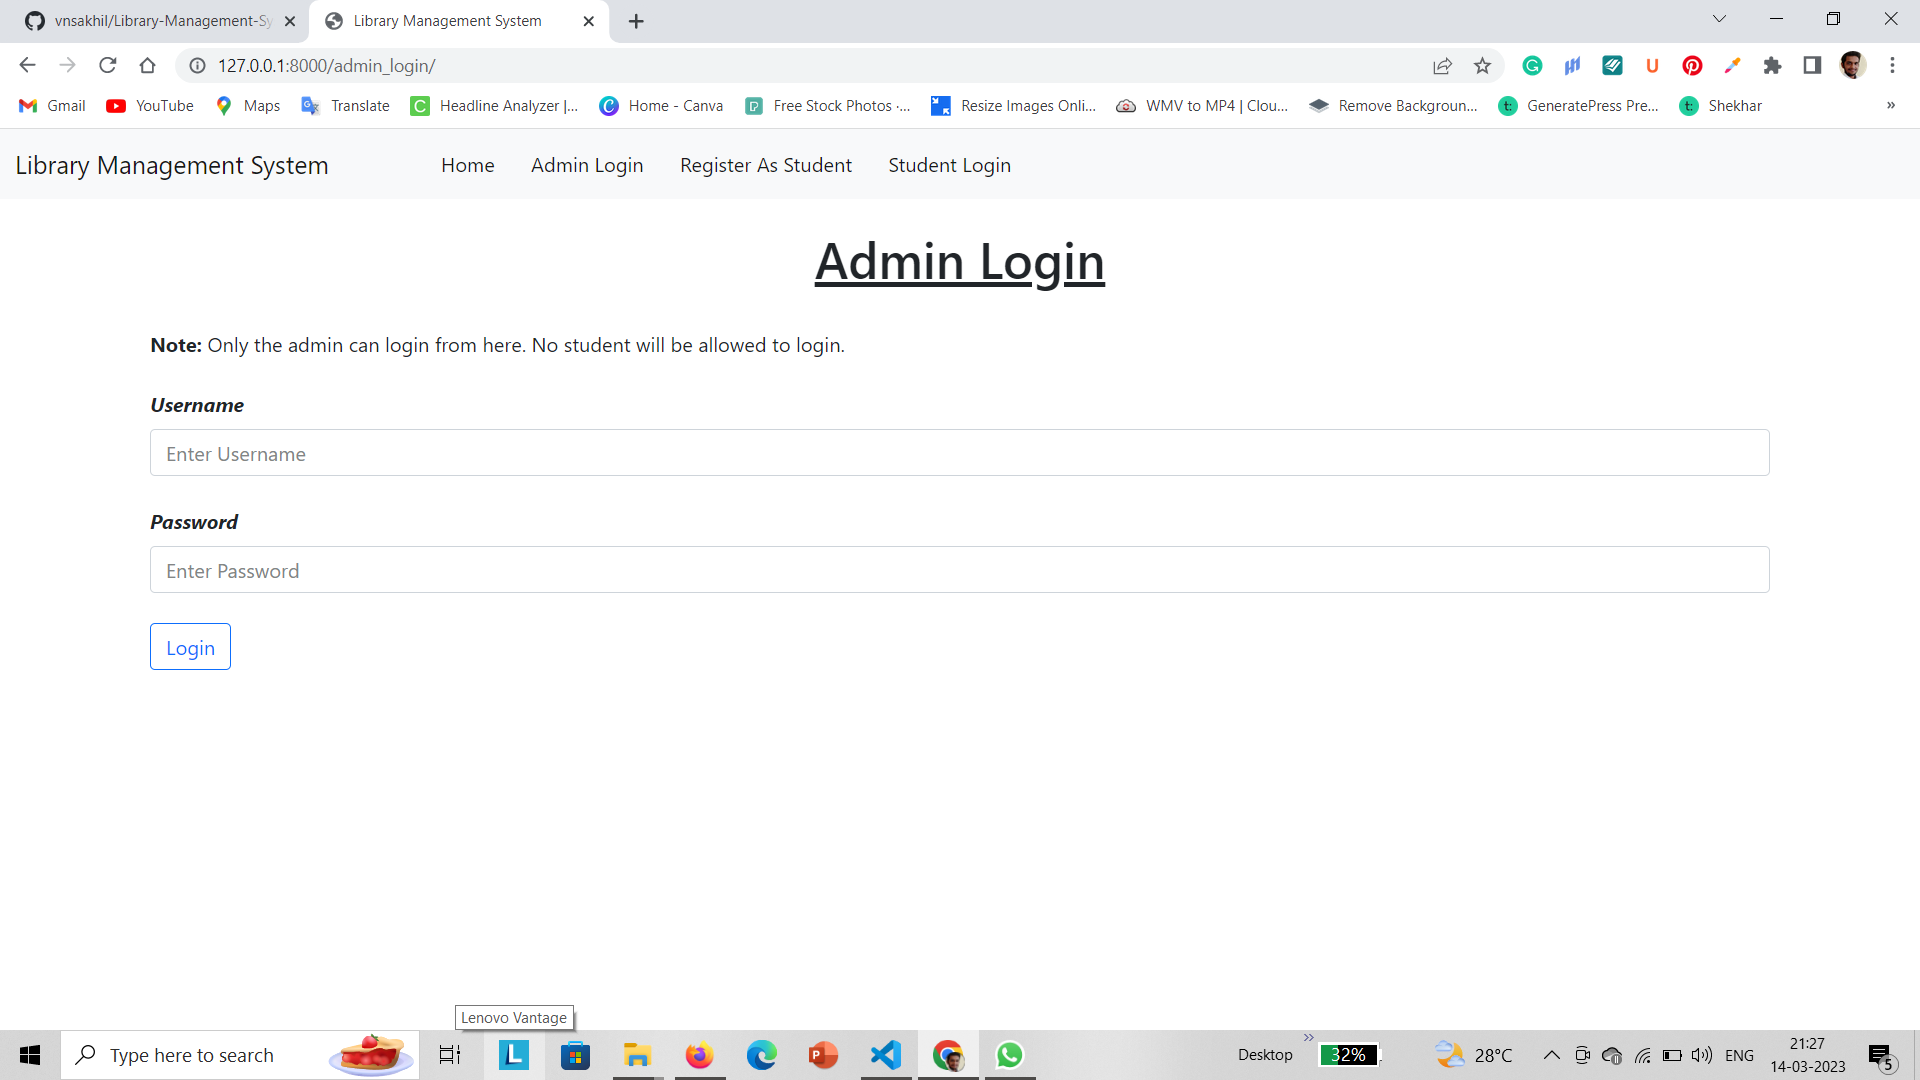 vnsakhil/Library-Management-Sy
Library Management System
127.0.0.1:8000/admin_login/
Gmail YouTube Maps Translate Headline Analyzer |... Home - Canva Free Stock Photos ·... Resize Images Onli... WMV to MP4 | Clou... Remove Backgroun... GeneratePress Pre... Shekhar »
Library Management System Home Admin Login Register As Student Student Login
Admin Login
Note: Only the admin can login from here. No student will be allowed to login.
Username
Enter Username
Password
Enter Password
Login
Lenovo Vantage
Type here to search
Desktop
32%
28°C
ENG
21:27
14-03-2023
5